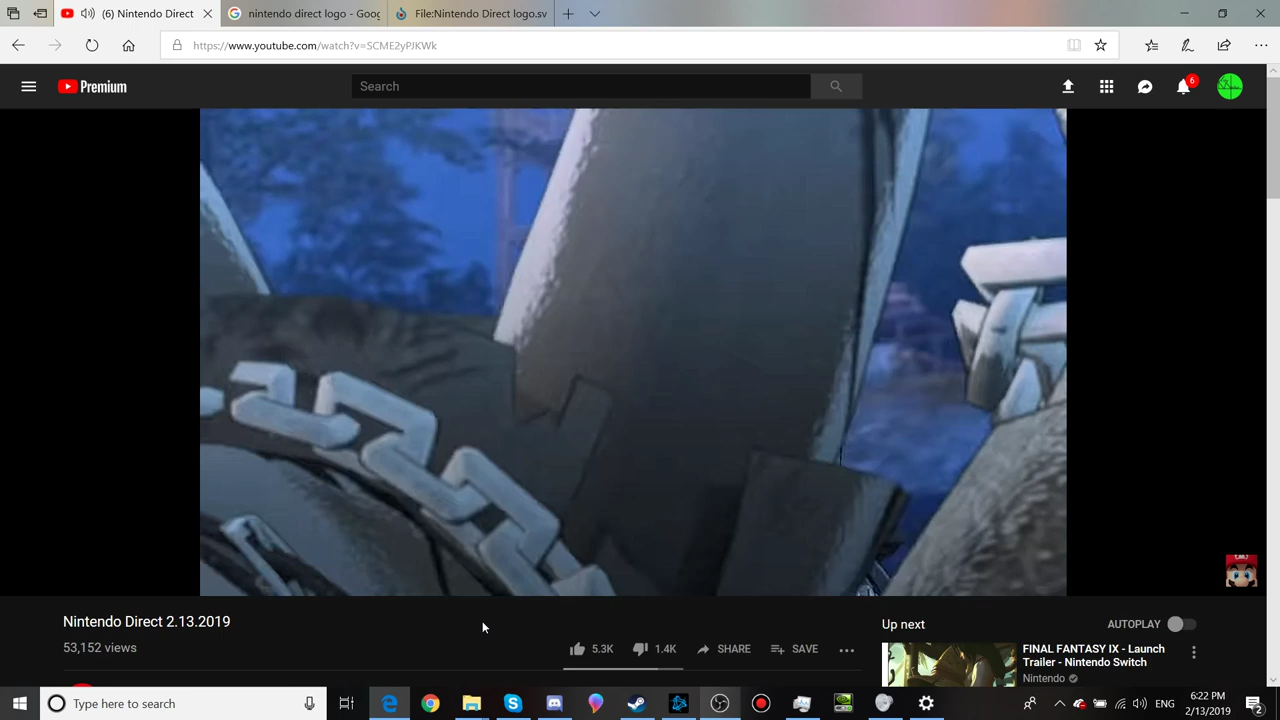 (6) Nintendo Direct
nintendo direct logo - Goog
File:Nintendo Direct logo.sv
https://www.youtube.com/watch?v=SCME2yPJKWk
Premium
Search
6
Nintendo Direct 2.13.2019
53,152 views
5.3K
1.4K
SHARE
SAVE
Up next
AUTOPLAY
FINAL FANTASY IX - Launch
Trailer - Nintendo Switch
Nintendo
Type here to search
ENG
6:22 PM
2/13/2019
2